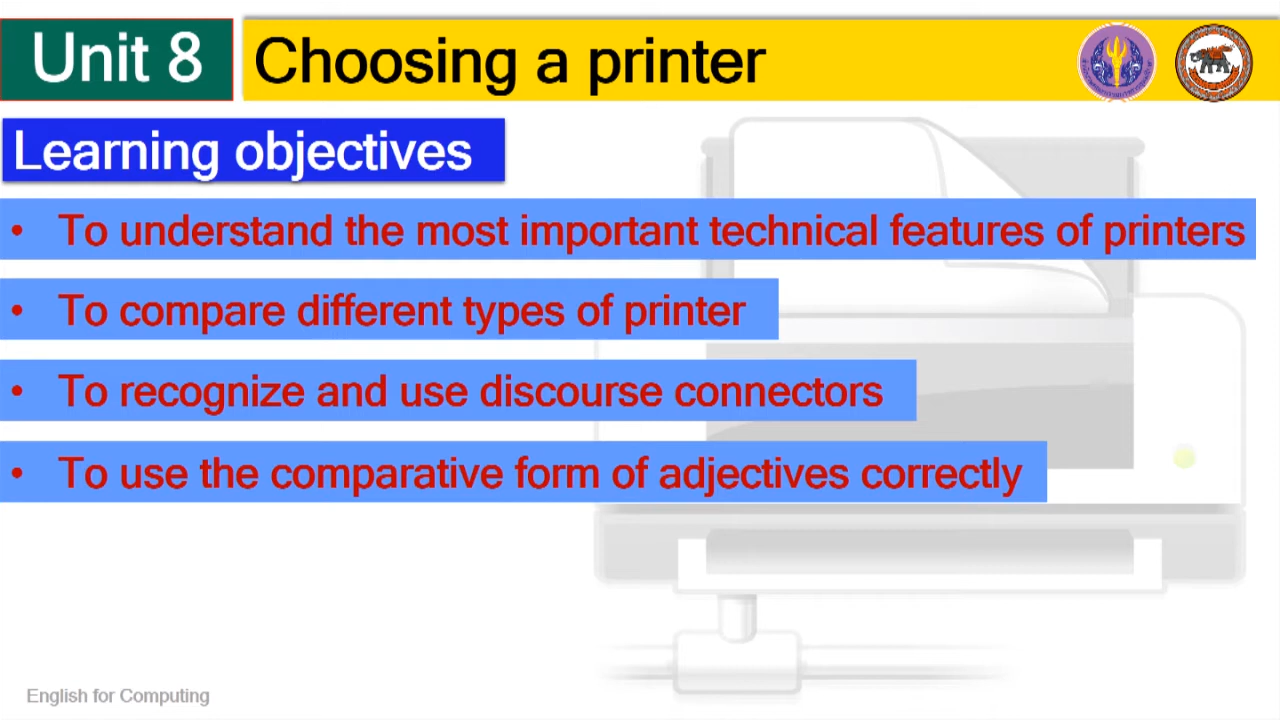 Unit 8
Choosing a printer
Learning objectives
• To understand the most important technical features of printers
• To compare different types of printer
• To recognize and use discourse connectors
• To use the comparative form of adjectives correctly
English for Computing